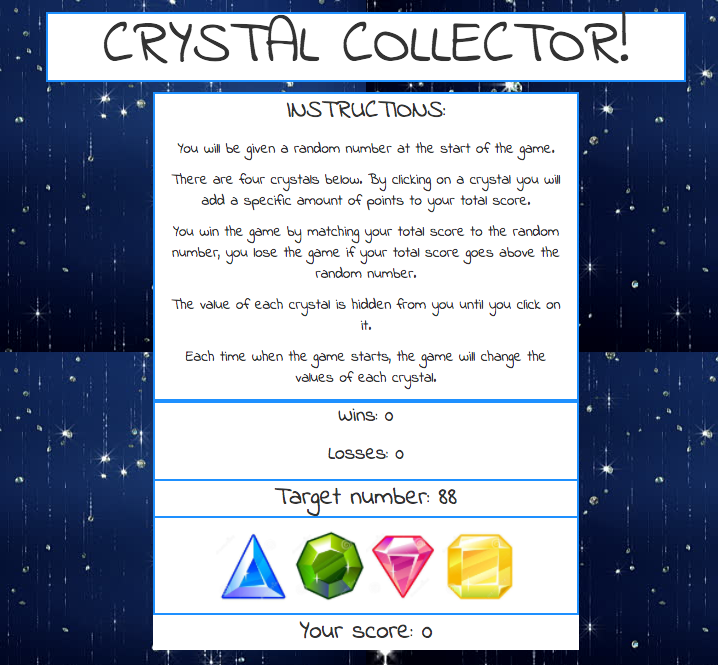 CRYSTAL COLLECTOR!
INSTRUCTIONS:
You will be given a random number at the start of the game.
There are four crystals below. By clicking on a crystal you will
add a specific amount of points to your total score.
You win the game by matching your total score to the random
number, you lose the game if your total score goes above the
random number.
The value of each crystal is hidden from you until you click on
it.
Each time when the game starts, the game will change the
values of each crystal.
Wins: 0
Losses: 0
Target number: 88
Your score: 0